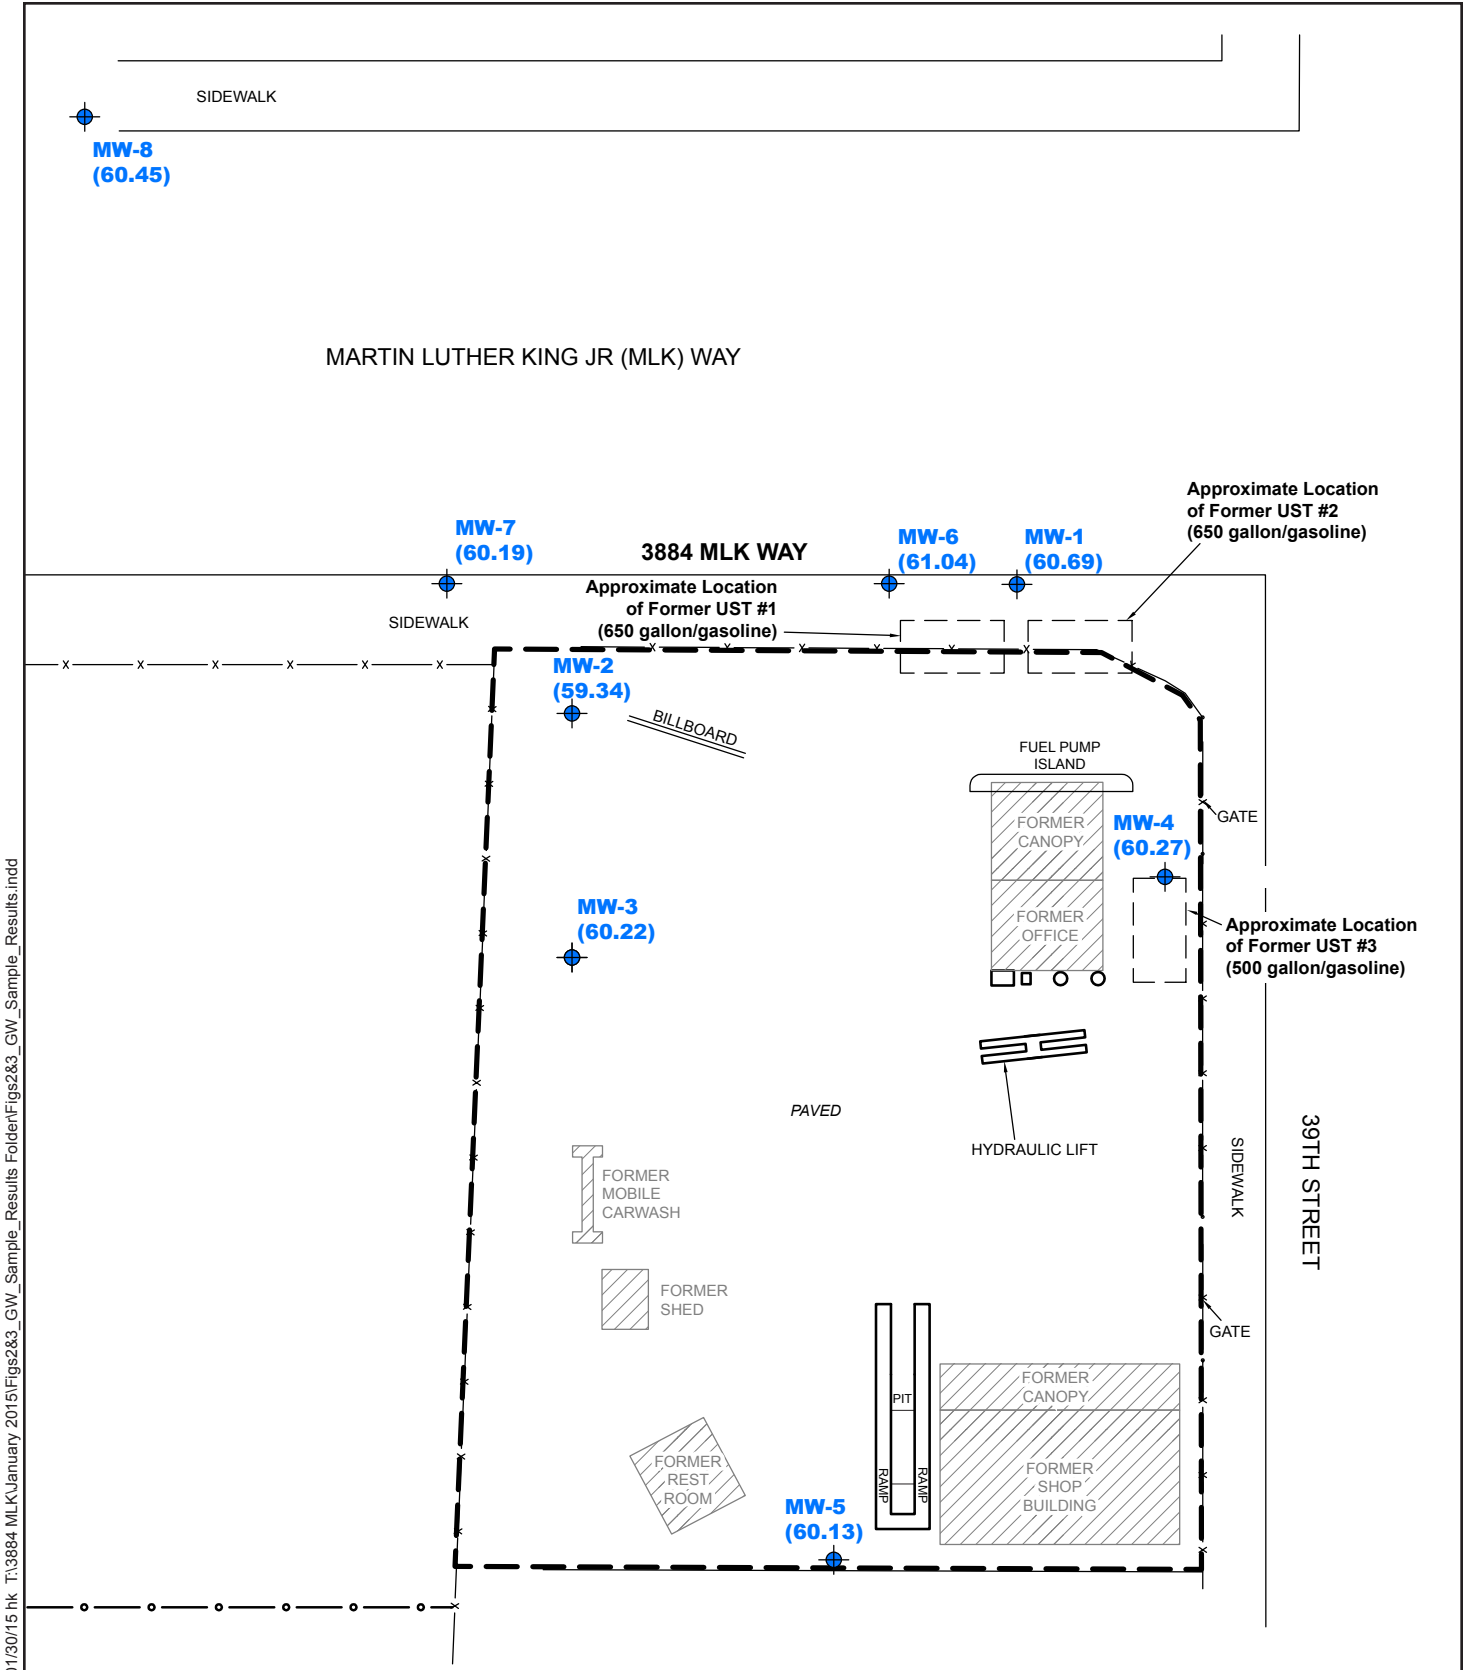 SIDEWALK
MW-8
(60.45)
MARTIN LUTHER KING JR (MLK) WAY
Approximate Location
of Former UST #2
(650 gallon/gasoline)
MW-7
(60.19)
3884 MLK WAY
MW-6
(61.04)
MW-1
(60.69)
Approximate Location
of Former UST #1
(650 gallon/gasoline)
SIDEWALK
MW-2
(59.34)
BILLBOARD
FUEL PUMP
ISLAND
FORMER
CANOPY
MW-4
(60.27)
GATE
MW-3
(60.22)
FORMER
OFFICE
Approximate Location
of Former UST #3
(500 gallon/gasoline)
PAVED
HYDRAULIC LIFT
SIDEWALK
39TH STREET
FORMER
MOBILE
CARWASH
FORMER
SHED
GATE
FORMER
CANOPY
PIT
RAMP
RAMP
FORMER
REST
ROOM
FORMER
SHOP
BUILDING
MW-5
(60.13)
01/30/15 hk T:\3884 MLK\January 2015\Figs2&3_GW_Sample_Results Folder\Figs2&3_GW_Sample_Results.indd